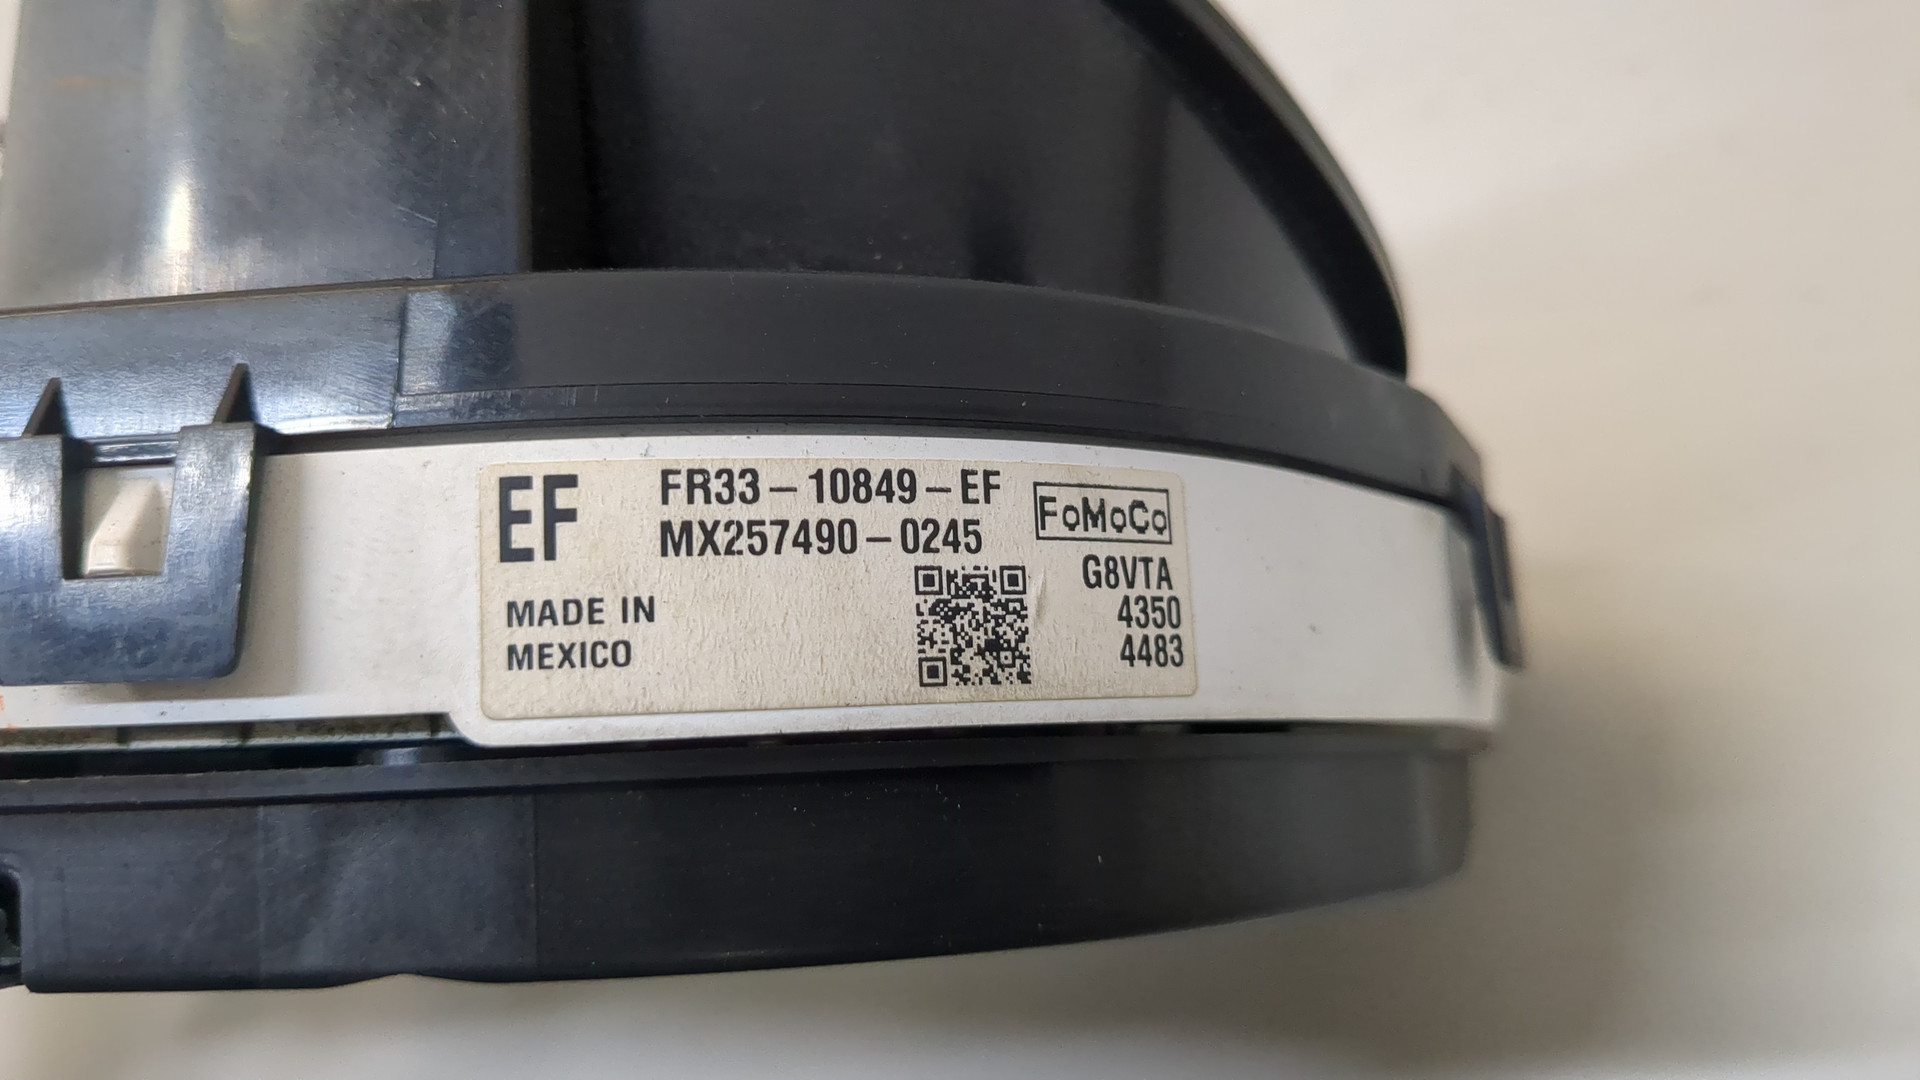 EF
FR33-10849-EF
MX257490-0245
FoMoCo
MADE IN
MEXICO
G8VTA
4350
4483